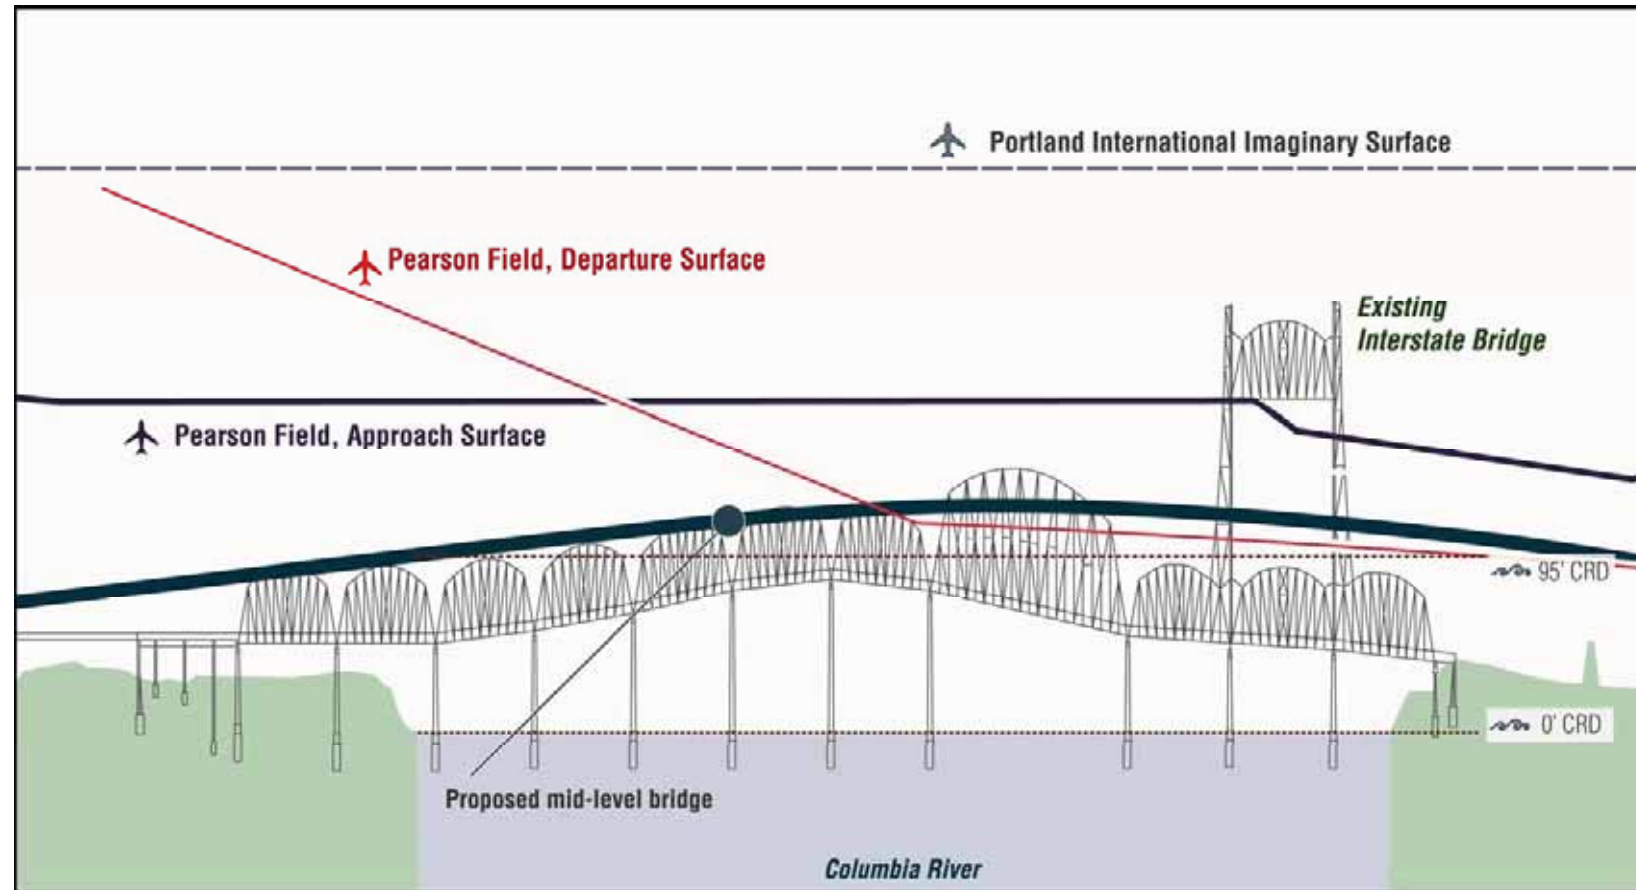 Portland International Imaginary Surface
Pearson Field, Departure Surface
Existing
Interstate Bridge
Pearson Field, Approach Surface
95' CRD
0' CRD
Proposed mid-level bridge
Columbia River